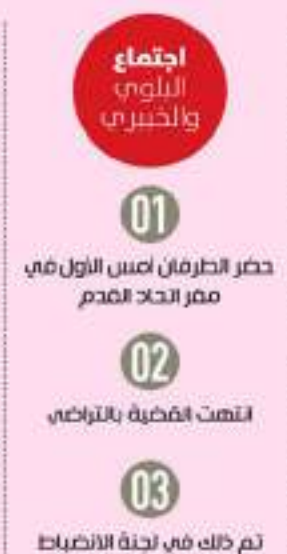 اجتماع
البلوي
والخيبري
01
حضر الطرفان أمس الأول في
مقر اتحاد القدم
02
انتهت القضية بالتراضي
03
تم ذلك في لجنة الانضباط